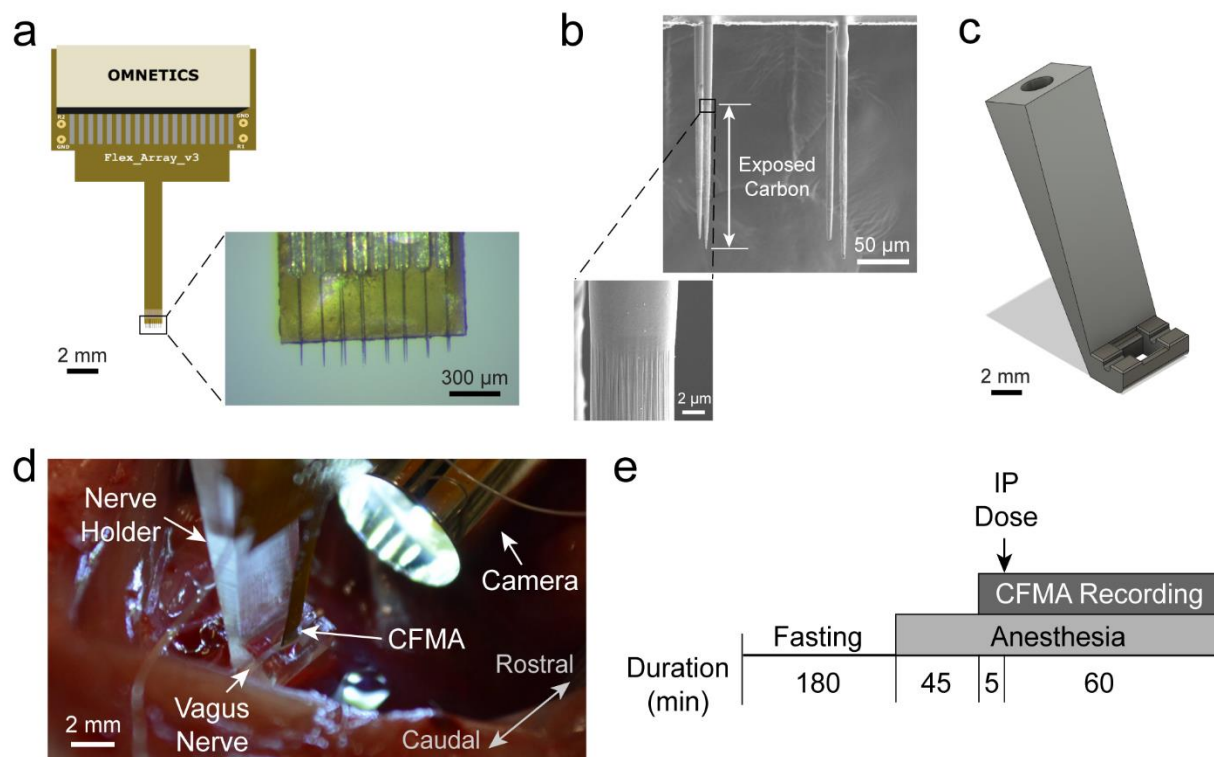 a
OMNETICS
R2
GND
GND
R1
Flex_Array_v3
2 mm
300 µm
b
Exposed
Carbon
50 µm
2 µm
c
2 mm
d
Nerve
Holder
Camera
CFMA
Rostral
Vagus
Nerve
Caudal
2 mm
e
IP
Dose
CFMA Recording
Fasting
Anesthesia
Duration
(min)
180
45
5
60